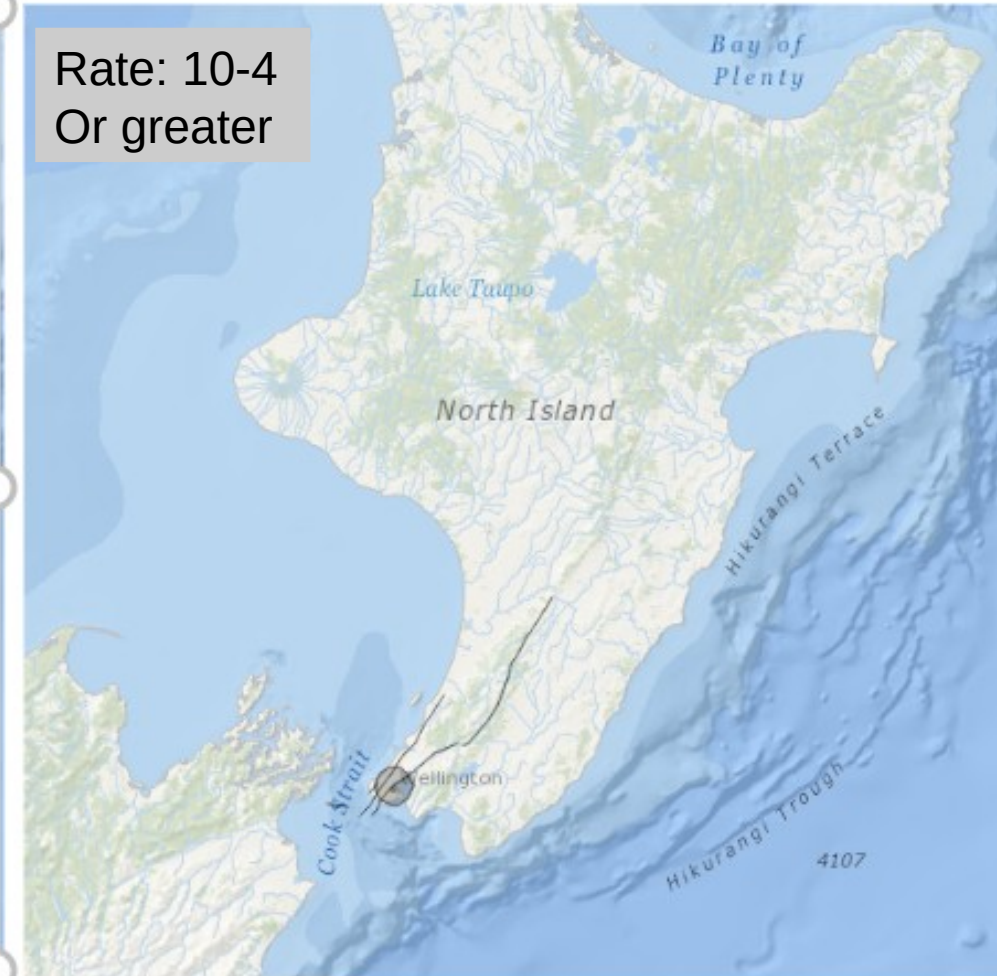 Rate: 10-4
Or greater
Bay of
Plenty
Lake Taupo
North Island
Hikurangi Terrace
Wellington
Cook Strait
Hikurangi Trough
4107